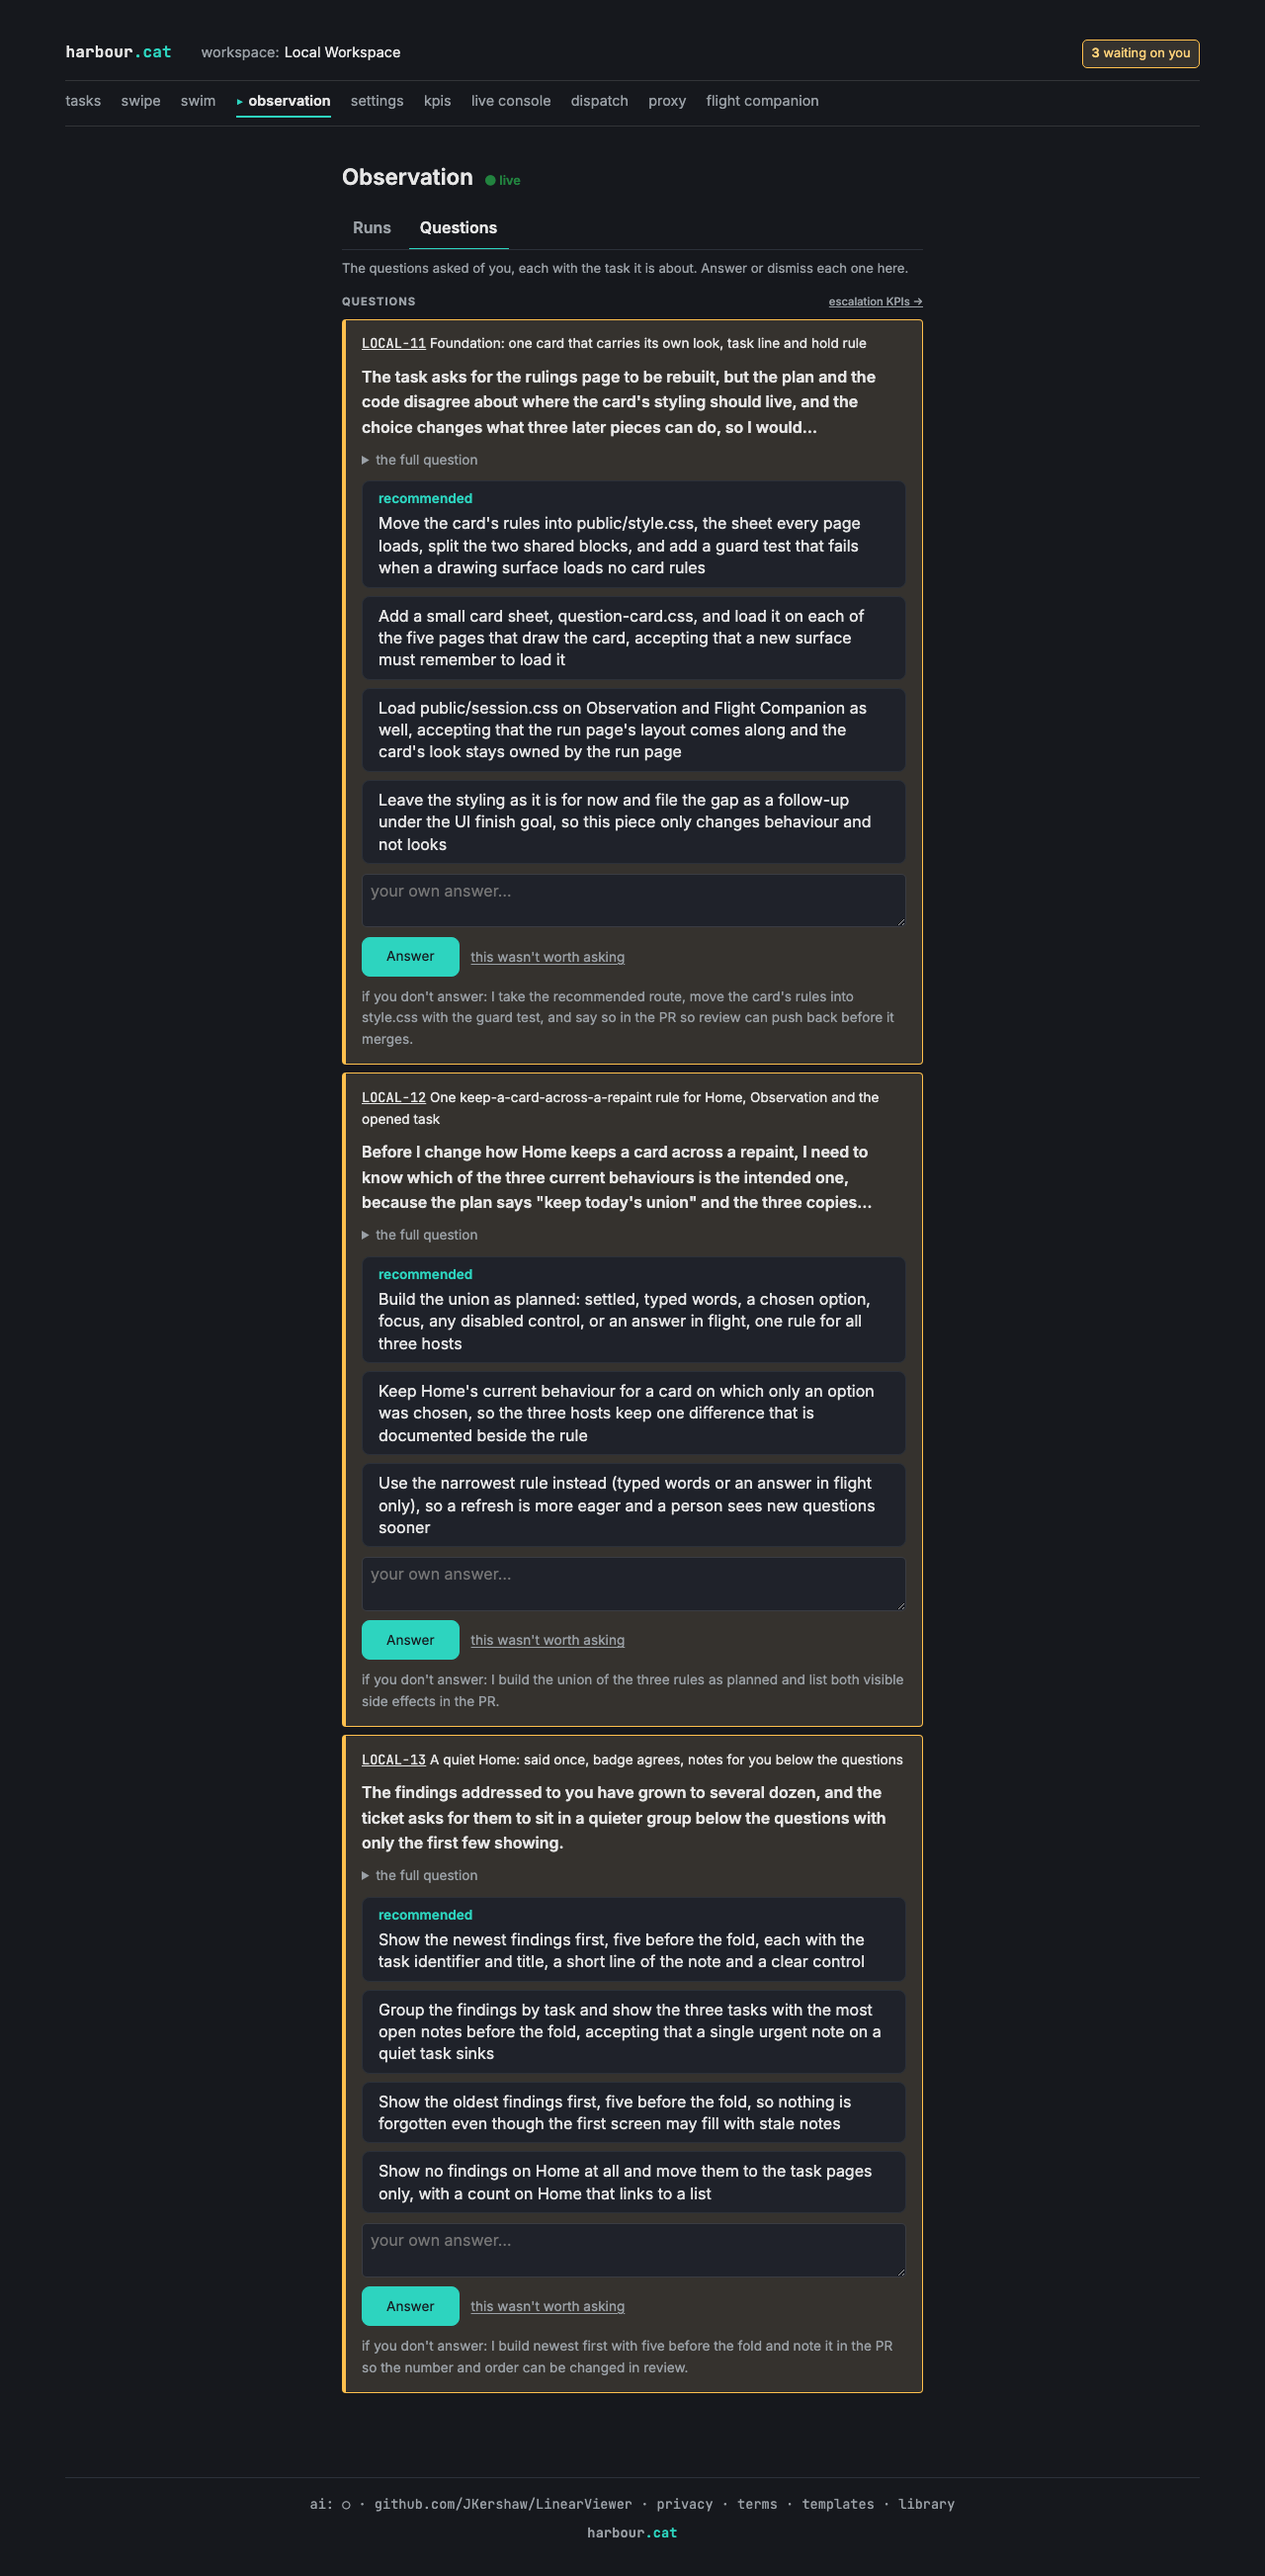 harbour.cat workspace: Local Workspace 3 waiting on you
tasks swipe swim ▸ observation settings kpis live console dispatch proxy flight companion
Observation ● live
Runs Questions
The questions asked of you, each with the task it is about. Answer or dismiss each one here.
QUESTIONS escalation KPIs →
LOCAL-11 Foundation: one card that carries its own look, task line and hold rule
The task asks for the rulings page to be rebuilt, but the plan and the
code disagree about where the card's styling should live, and the
choice changes what three later pieces can do, so I would…
▶ the full question
recommended
Move the card's rules into public/style.css, the sheet every page
loads, split the two shared blocks, and add a guard test that fails
when a drawing surface loads no card rules
Add a small card sheet, question-card.css, and load it on each of
the five pages that draw the card, accepting that a new surface
must remember to load it
Load public/session.css on Observation and Flight Companion as
well, accepting that the run page's layout comes along and the
card's look stays owned by the run page
Leave the styling as it is for now and file the gap as a follow-up
under the UI finish goal, so this piece only changes behaviour and
not looks
your own answer…
Answer this wasn't worth asking
if you don't answer: I take the recommended route, move the card's rules into
style.css with the guard test, and say so in the PR so review can push back before it
merges.
LOCAL-12 One keep-a-card-across-a-repaint rule for Home, Observation and the
opened task
Before I change how Home keeps a card across a repaint, I need to
know which of the three current behaviours is the intended one,
because the plan says "keep today's union" and the three copies…
▶ the full question
recommended
Build the union as planned: settled, typed words, a chosen option,
focus, any disabled control, or an answer in flight, one rule for all
three hosts
Keep Home's current behaviour for a card on which only an option
was chosen, so the three hosts keep one difference that is
documented beside the rule
Use the narrowest rule instead (typed words or an answer in flight
only), so a refresh is more eager and a person sees new questions
sooner
your own answer…
Answer this wasn't worth asking
if you don't answer: I build the union of the three rules as planned and list both visible
side effects in the PR.
LOCAL-13 A quiet Home: said once, badge agrees, notes for you below the questions
The findings addressed to you have grown to several dozen, and the
ticket asks for them to sit in a quieter group below the questions with
only the first few showing.
▶ the full question
recommended
Show the newest findings first, five before the fold, each with the
task identifier and title, a short line of the note and a clear control
Group the findings by task and show the three tasks with the most
open notes before the fold, accepting that a single urgent note on a
quiet task sinks
Show the oldest findings first, five before the fold, so nothing is
forgotten even though the first screen may fill with stale notes
Show no findings on Home at all and move them to the task pages
only, with a count on Home that links to a list
your own answer…
Answer this wasn't worth asking
if you don't answer: I build newest first with five before the fold and note it in the PR
so the number and order can be changed in review.
ai: ○ · github.com/JKershaw/LinearViewer · privacy · terms · templates · library
harbour.cat